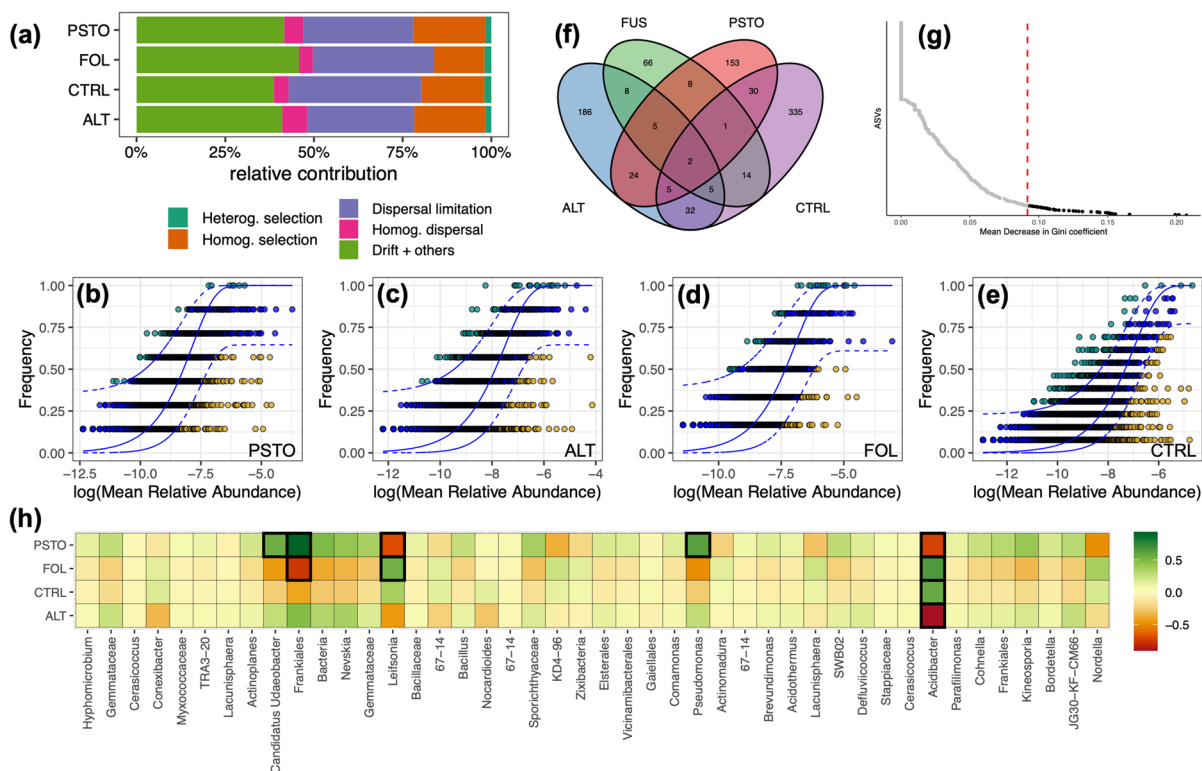 (a)
PSTO
FOL
CTRL
ALT
0% 25% 50% 75% 100%
relative contribution
Heterog. selection
Homog. selection
Dispersal limitation
Homog. dispersal
Drift + others
(f)
FUS PSTO
66 153
8 8 30
186 335
5 1
2
24 14
5 5
32
ALT CTRL
(g)
ASVs
0.00 0.05 0.10 0.15 0.20
Mean Decrease in Gini coefficient
(b)
Frequency
1.00
0.75
0.50
0.25
0.00
PSTO
−12.5 −10.0 −7.5 −5.0
log(Mean Relative Abundance)
(c)
Frequency
1.00
0.75
0.50
0.25
0.00
ALT
−12 −10 −8 −6 −4
log(Mean Relative Abundance)
(d)
Frequency
1.00
0.75
0.50
0.25
0.00
FOL
−11 −9 −7 −5 −3
log(Mean Relative Abundance)
(e)
Frequency
1.00
0.75
0.50
0.25
0.00
CTRL
−12 −10 −8 −6
log(Mean Relative Abundance)
(h)
PSTO
FOL
CTRL
ALT
0.5
0.0
−0.5
Hyphomicrobium
Gemmataceae
Cerasicoccus
Conexibacter
Myxococcaceae
TRA3−20
Lacunisphaera
Actinoplanes
Candidatus Udaeobacter
Frankiales
Bacteria
Nevskia
Gemmataceae
Leifsonia
Bacillaceae
67−14
Bacillus
Nocardioides
67−14
Sporichthyaceae
KD4−96
Zixibacteria
Elsterales
Vicinamibacterales
Gaiellales
Comamonas
Pseudomonas
Actinomadura
67−14
Brevundimonas
Acidothermus
Lacunisphaera
SWB02
Defluviicoccus
Stappiaceae
Cerasicoccus
Acidibacter
Parafilimonas
Cohnella
Frankiales
Kineosporia
Bordetella
JG30−KF−CM66
Nordella